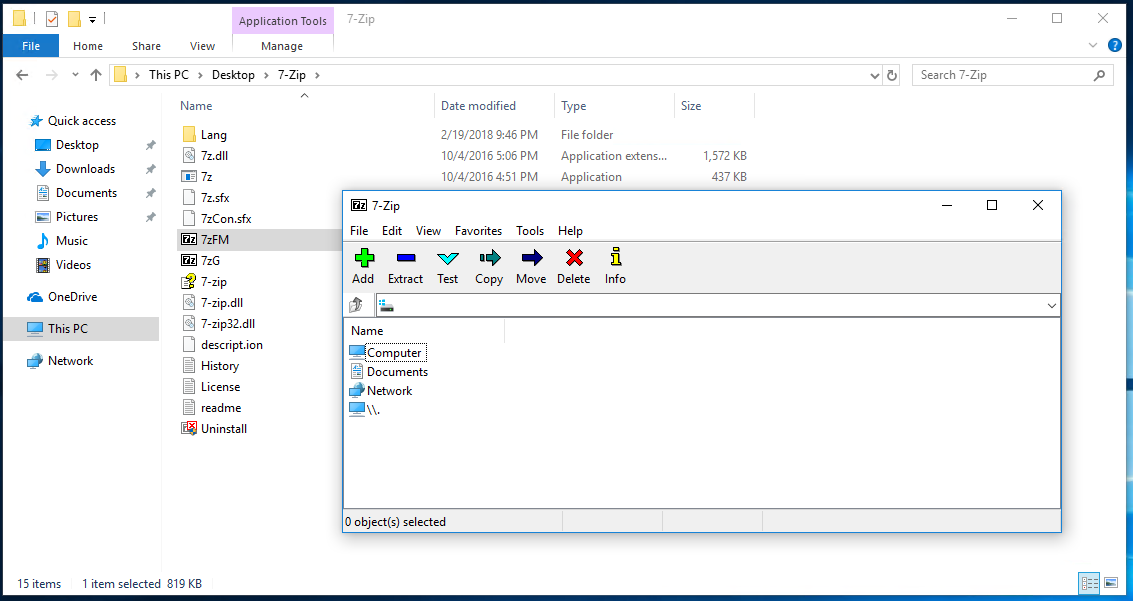 Application Tools 7-Zip
File Home Share View Manage
This PC Desktop 7-Zip Search 7-Zip
Name Date modified Type Size
Quick access
Desktop
Downloads
Documents
Pictures
Music
Videos
OneDrive
This PC
Network
Lang 2/19/2018 9:46 PM File folder
7z.dll 10/4/2016 5:06 PM Application extens... 1,572 KB
7z 10/4/2016 4:51 PM Application 437 KB
7z.sfx
7zCon.sfx
7zFM
7zG
7-zip
7-zip.dll
7-zip32.dll
descript.ion
History
License
readme
Uninstall
7z 7-Zip
File Edit View Favorites Tools Help
Add Extract Test Copy Move Delete Info
Name
Computer
Documents
Network
\\.
0 object(s) selected
15 items 1 item selected 819 KB